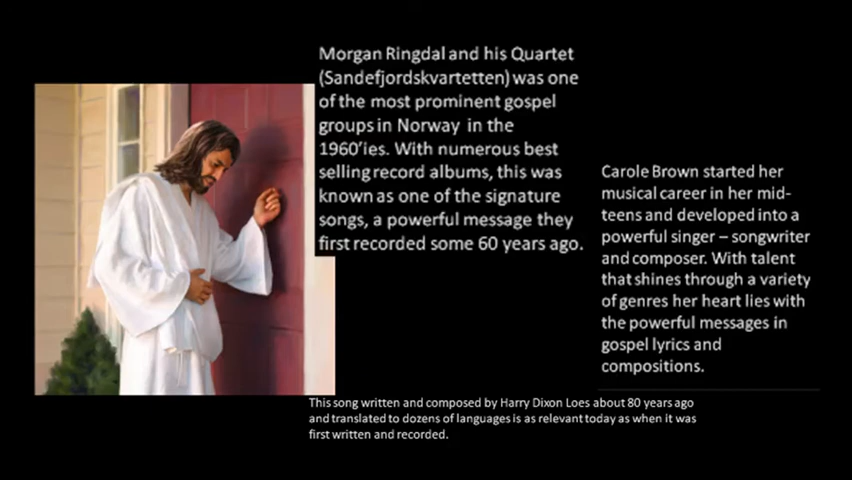 Morgan Ringdal and his Quartet
(Sandefjordskvartetten) was one
of the most prominent gospel
groups in Norway in the
1960'ies. With numerous best
selling record albums, this was
known as one of the signature
songs, a powerful message they
first recorded some 60 years ago.
Carole Brown started her
musical career in her mid-
teens and developed into a
powerful singer – songwriter
and composer. With talent
that shines through a variety
of genres her heart lies with
the powerful messages in
gospel lyrics and
compositions.
This song written and composed by Harry Dixon Loes about 80 years ago
and translated to dozens of languages is as relevant today as when it was
first written and recorded.